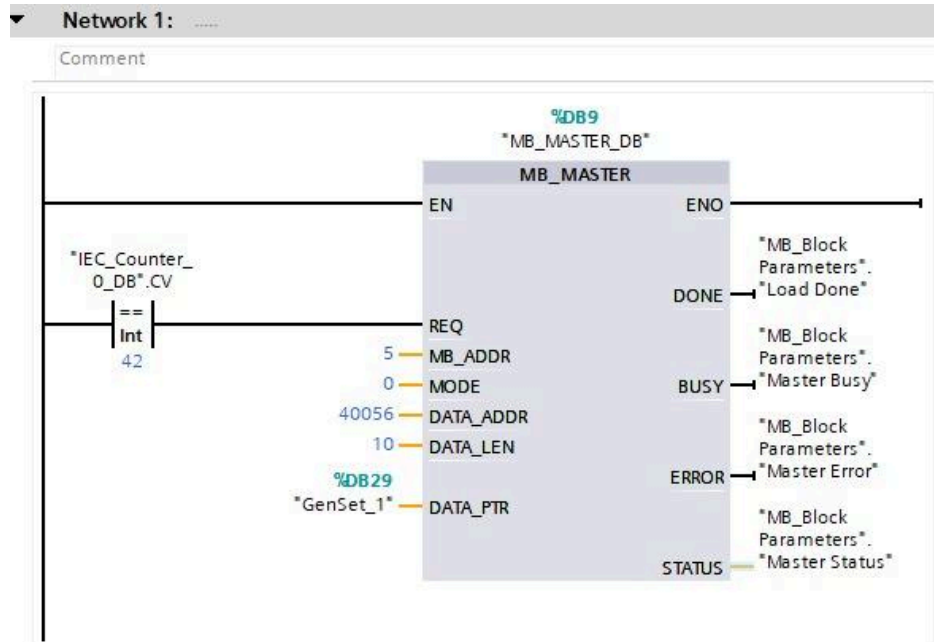 Network 1: .....
Comment
%DB9
"MB_MASTER_DB"
MB_MASTER
EN
ENO
"IEC_Counter_
0_DB".CV
==
Int
42
REQ
5
MB_ADDR
0
MODE
40056
DATA_ADDR
10
DATA_LEN
%DB29
"GenSet_1"
DATA_PTR
DONE
"MB_Block
Parameters".
"Load Done"
BUSY
"MB_Block
Parameters".
"Master Busy"
ERROR
"MB_Block
Parameters".
"Master Error"
STATUS
"MB_Block
Parameters".
"Master Status"